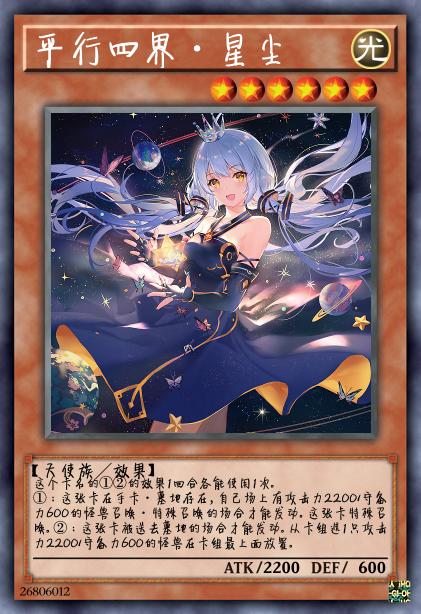 平行四界·星尘
光
【天使族／效果】
这个卡名的①②的效果1回合各能使用1次。
①：这张卡在手卡·墓地存在，自己场上有攻击力2200/守备
力600的怪兽召唤·特殊召唤的场合才能发动。这张卡特殊召
唤。②：这张卡被送去墓地的场合才能发动。从卡组选1只攻击
力2200/守备力600的怪兽在卡组最上面放置。
ATK/2200 DEF/ 600
26806012